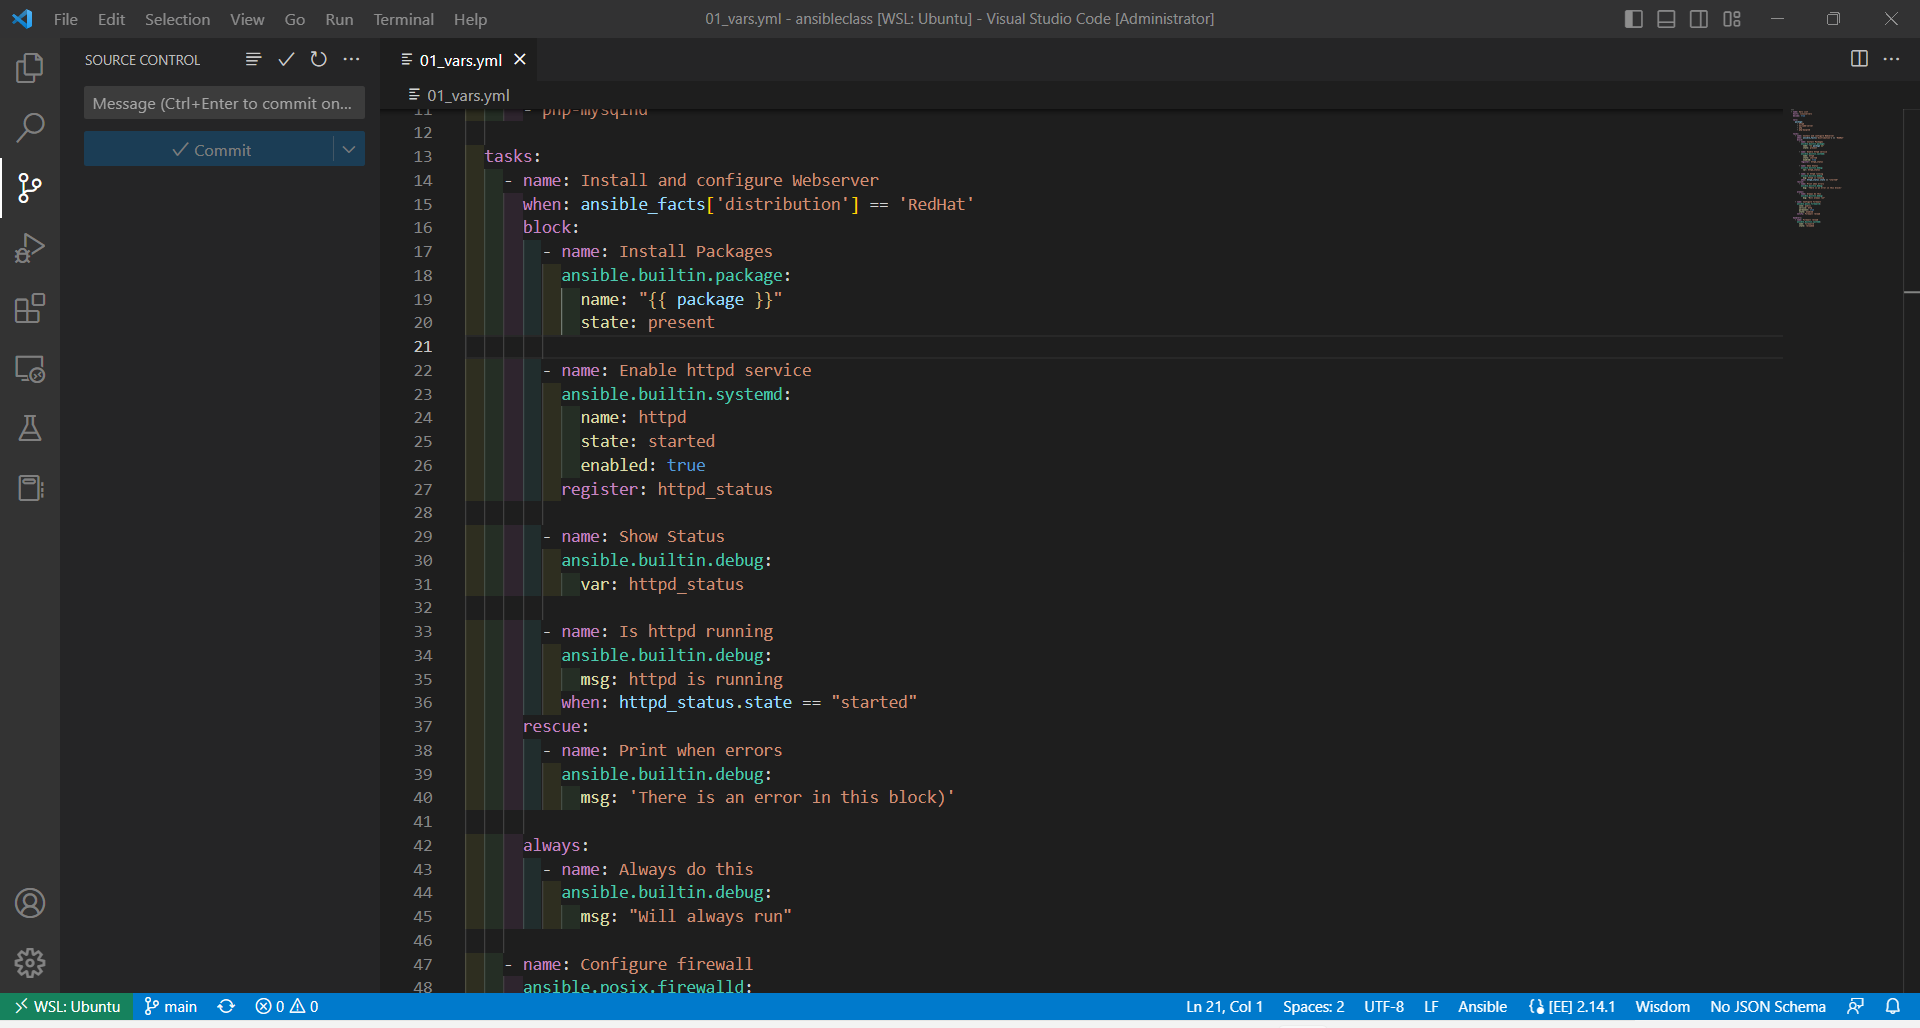 File Edit Selection View Go Run Terminal Help
01_vars.yml - ansibleclass [WSL: Ubuntu] - Visual Studio Code [Administrator]
SOURCE CONTROL
Message (Ctrl+Enter to commit on...
Commit
01_vars.yml
01_vars.yml
11 - php-mysqlnd
12
13 tasks:
14 - name: Install and configure Webserver
15 when: ansible_facts['distribution'] == 'RedHat'
16 block:
17 - name: Install Packages
18 ansible.builtin.package:
19 name: "{{ package }}"
20 state: present
21
22 - name: Enable httpd service
23 ansible.builtin.systemd:
24 name: httpd
25 state: started
26 enabled: true
27 register: httpd_status
28
29 - name: Show Status
30 ansible.builtin.debug:
31 var: httpd_status
32
33 - name: Is httpd running
34 ansible.builtin.debug:
35 msg: httpd is running
36 when: httpd_status.state == "started"
37 rescue:
38 - name: Print when errors
39 ansible.builtin.debug:
40 msg: 'There is an error in this block)'
41
42 always:
43 - name: Always do this
44 ansible.builtin.debug:
45 msg: "Will always run"
46
47 - name: Configure firewall
48 ansible.posix.firewalld:
WSL: Ubuntu main 0 0 Ln 21, Col 1 Spaces: 2 UTF-8 LF Ansible [EE] 2.14.1 Wisdom No JSON Schema